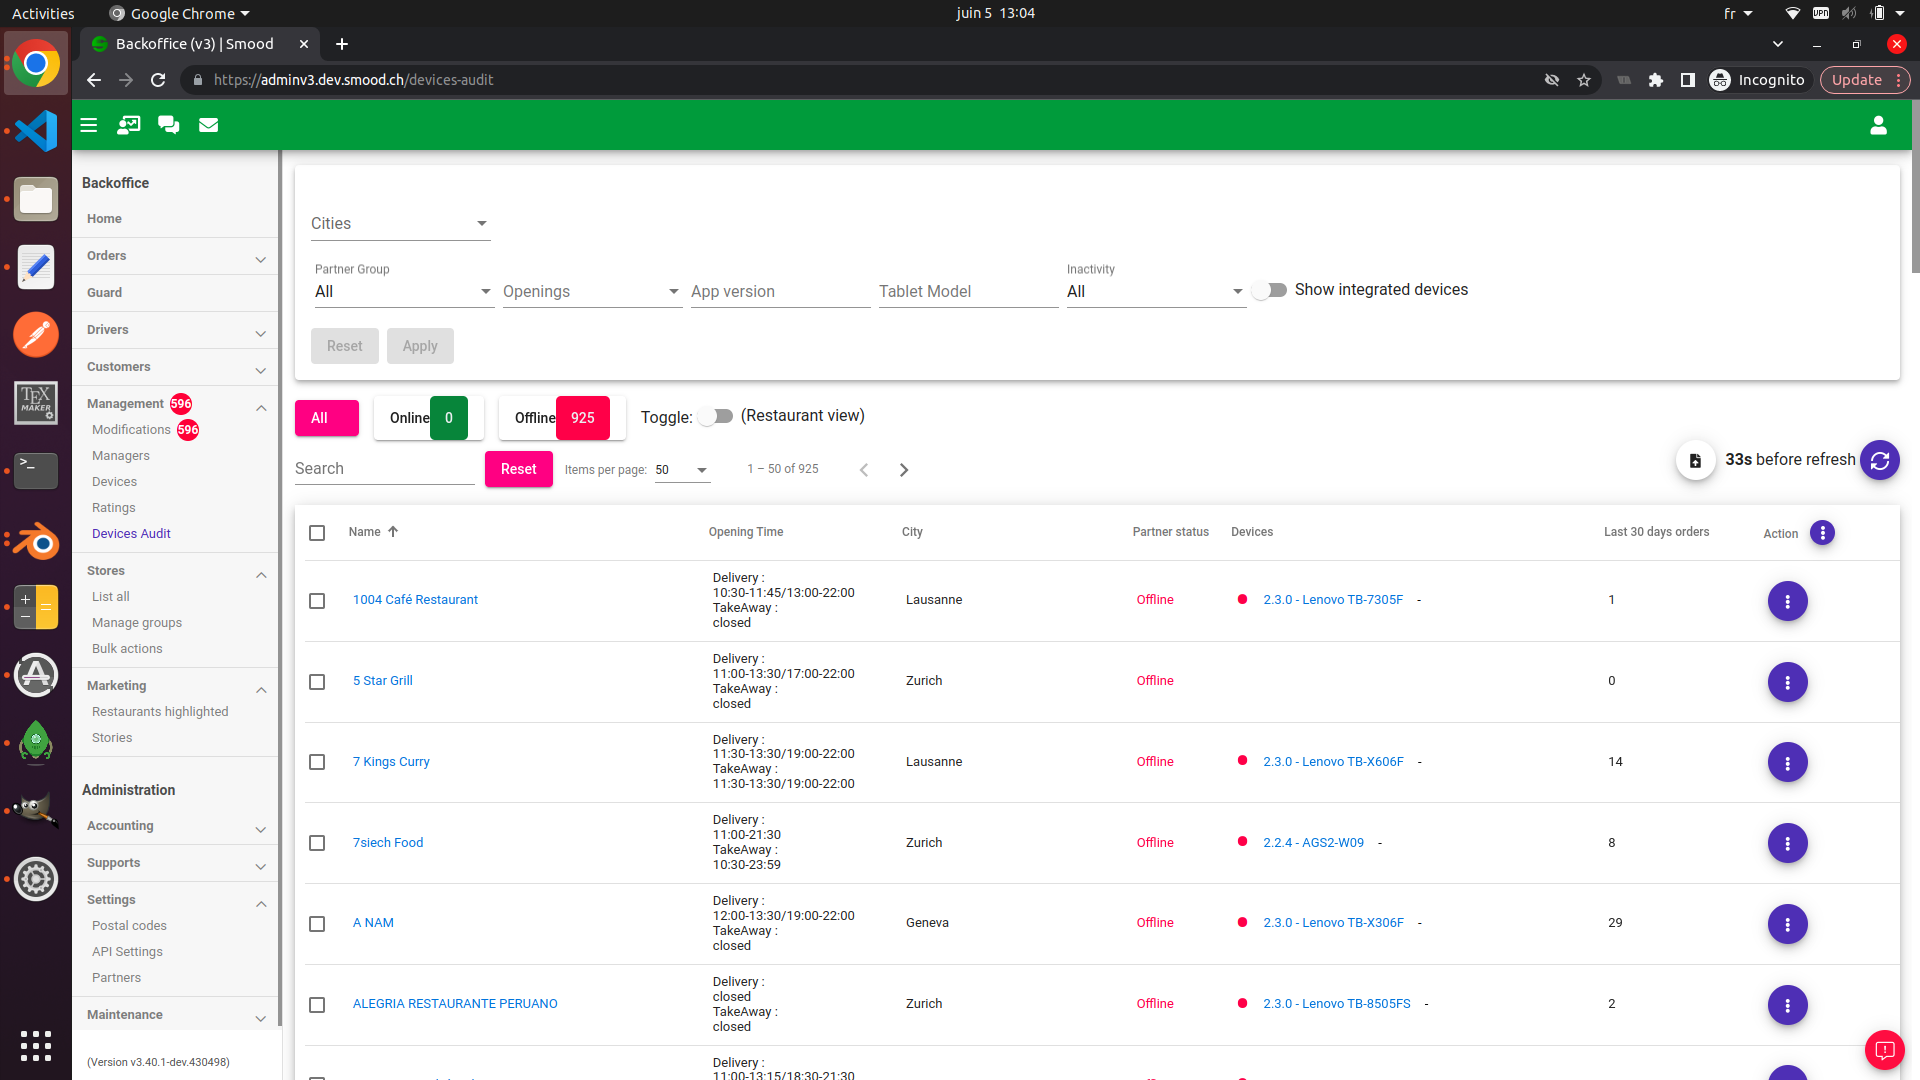 Activities
Google Chrome
juin 5 13:04
fr
VPN
Backoffice (v3) | Smood
https://adminv3.dev.smood.ch/devices-audit
Incognito
Update
Backoffice
Home
Orders
Guard
Drivers
Customers
Management 596
Modifications 596
Managers
Devices
Ratings
Devices Audit
Stores
List all
Manage groups
Bulk actions
Marketing
Restaurants highlighted
Stories
Administration
Accounting
Supports
Settings
Postal codes
API Settings
Partners
Maintenance
(Version v3.40.1-dev.430498)
TEX
MAKER
Cities
Partner Group
All
Openings
App version
Tablet Model
Inactivity
All
Show integrated devices
Reset
Apply
All
Online 0
Offline 925
Toggle: (Restaurant view)
Search
Reset
Items per page: 50
1 – 50 of 925
33s before refresh
Name Opening Time City Partner status Devices Last 30 days orders Action
1004 Café Restaurant
Delivery :
10:30-11:45/13:00-22:00
TakeAway :
closed
Lausanne
Offline
2.3.0 - Lenovo TB-7305F -
1
5 Star Grill
Delivery :
11:00-13:30/17:00-22:00
TakeAway :
closed
Zurich
Offline
0
7 Kings Curry
Delivery :
11:30-13:30/19:00-22:00
TakeAway :
11:30-13:30/19:00-22:00
Lausanne
Offline
2.3.0 - Lenovo TB-X606F -
14
7siech Food
Delivery :
11:00-21:30
TakeAway :
10:30-23:59
Zurich
Offline
2.2.4 - AGS2-W09 -
8
A NAM
Delivery :
12:00-13:30/19:00-22:00
TakeAway :
closed
Geneva
Offline
2.3.0 - Lenovo TB-X306F -
29
ALEGRIA RESTAURANTE PERUANO
Delivery :
closed
TakeAway :
closed
Zurich
Offline
2.3.0 - Lenovo TB-8505FS -
2
Delivery :
11:00-13:15/18:30-21:30